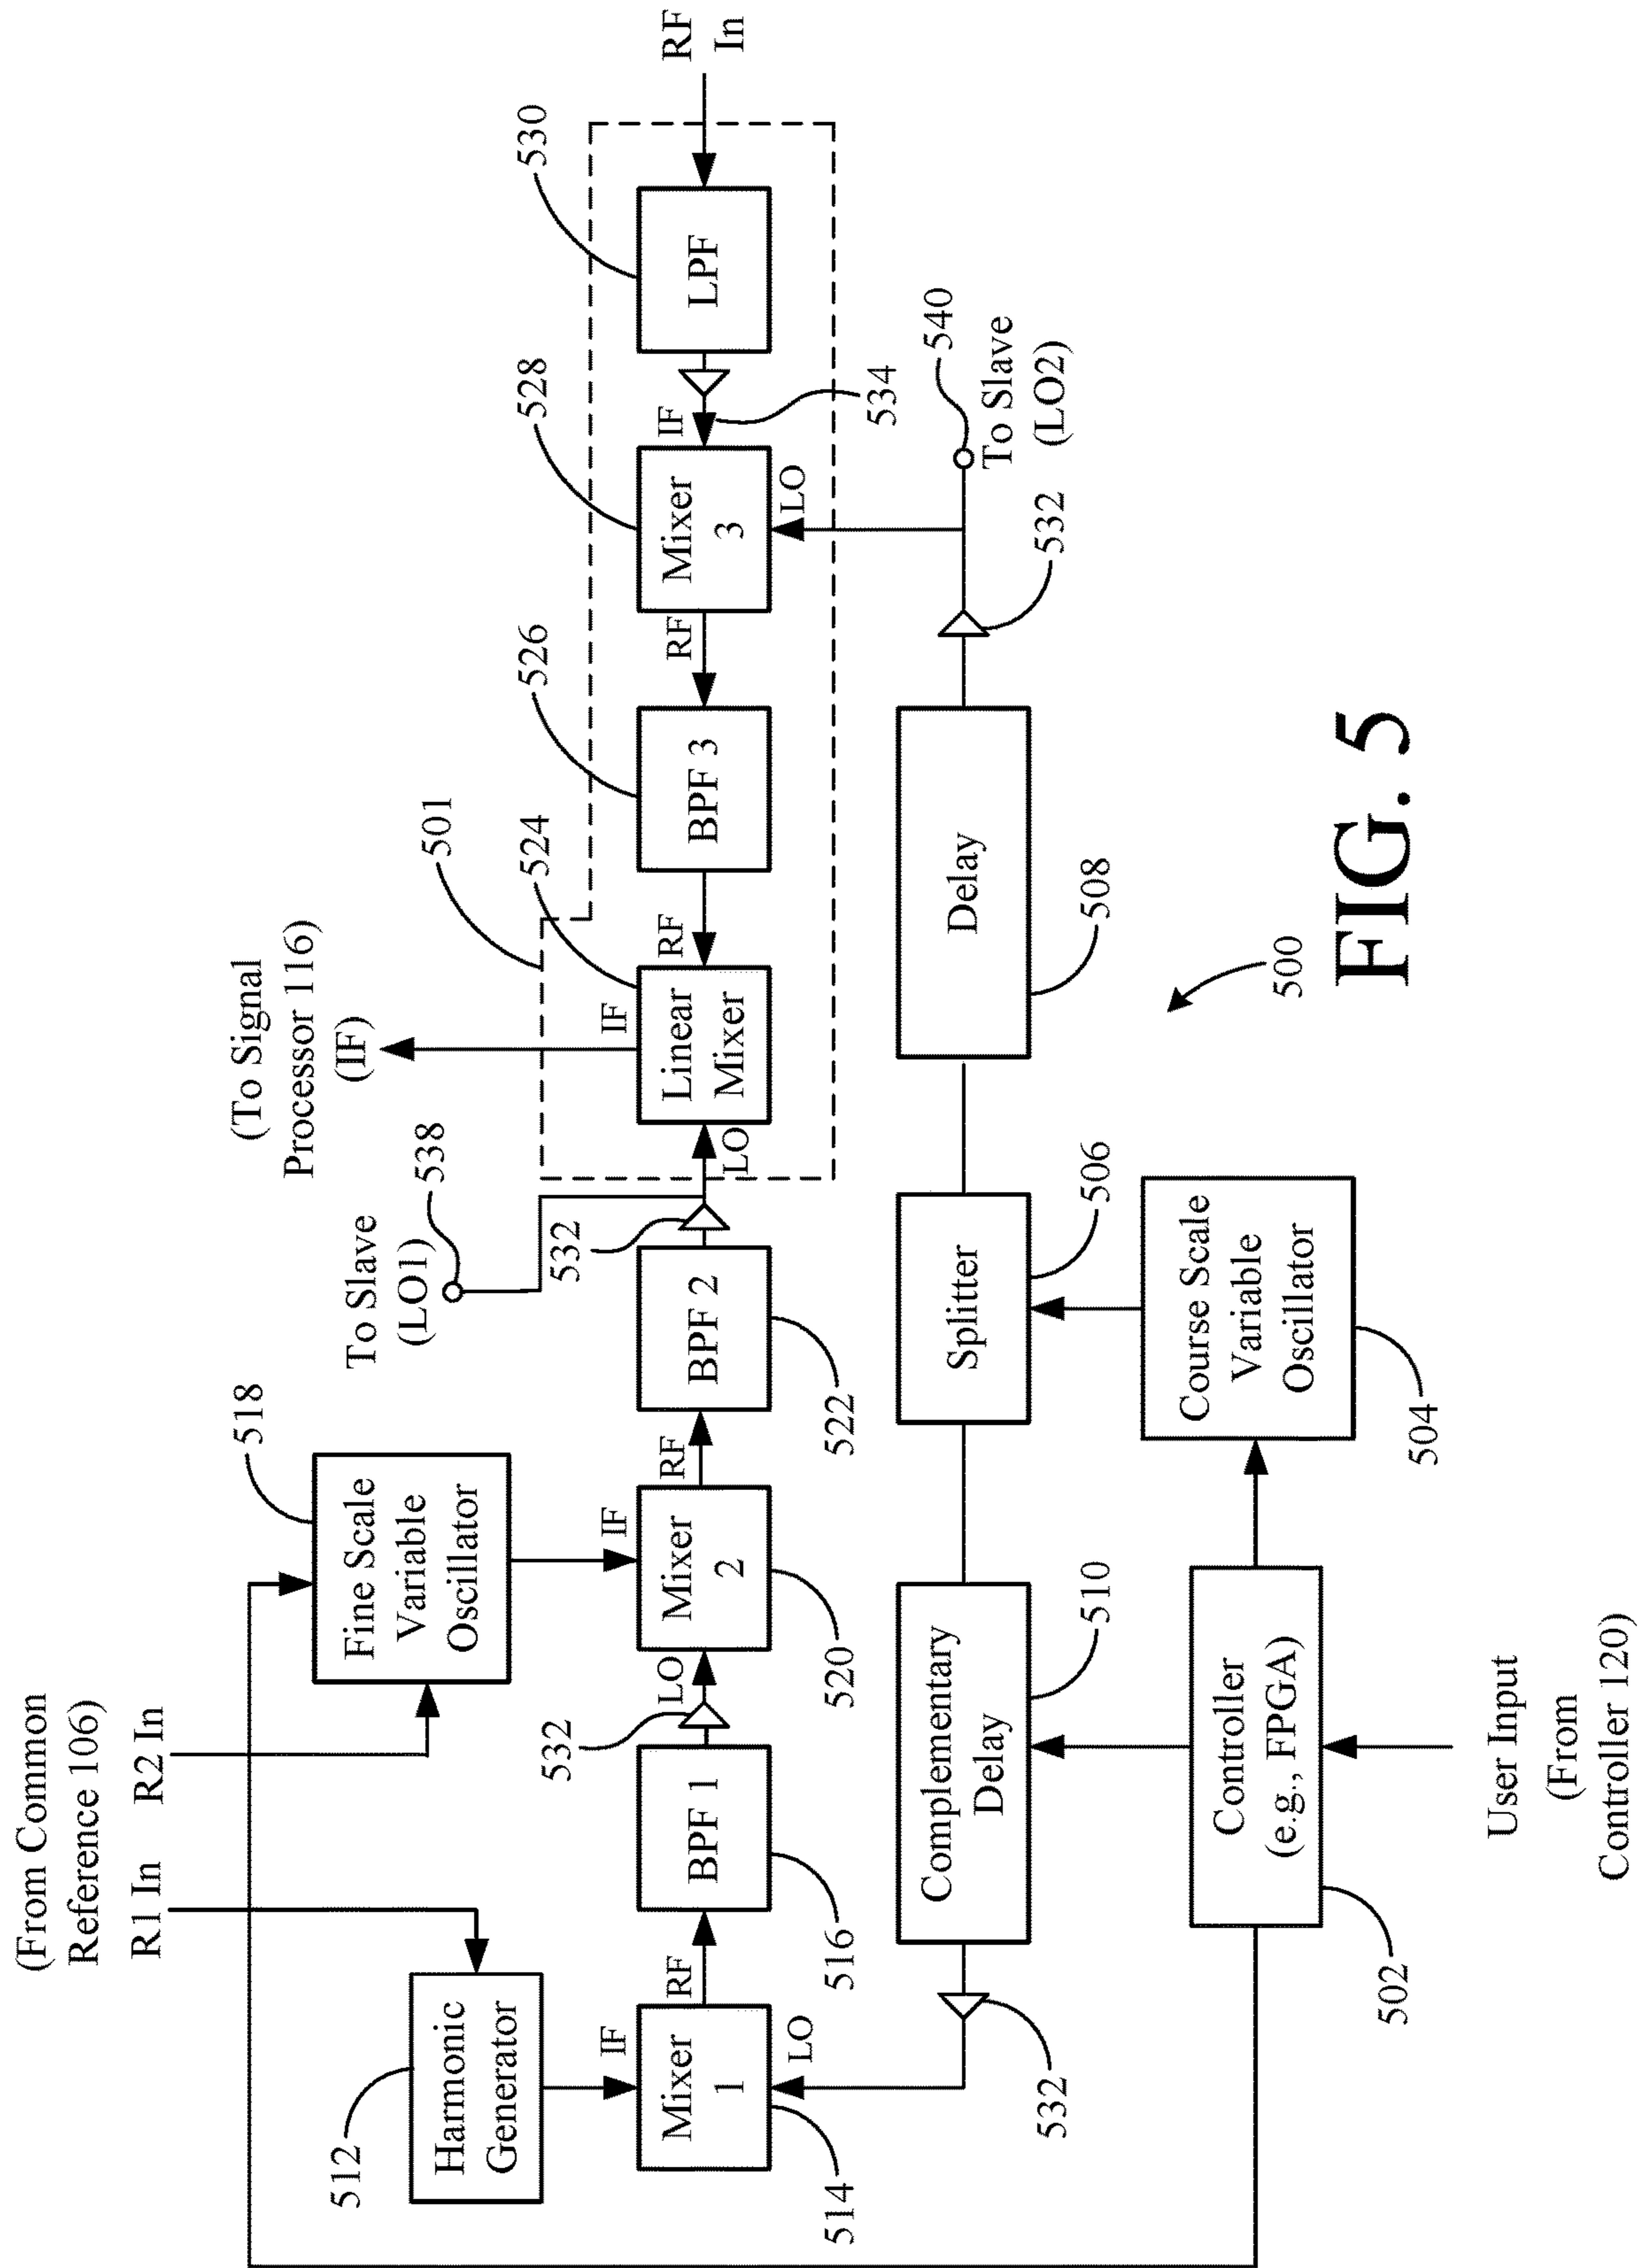 (From Common
Reference 106)
R1 In
R2 In
512
Harmonic
Generator
518
Fine Scale
Variable
Oscillator
To Slave
(LO1)
538
(To Signal
Processor 116)
(IF)
501
524
526
528
530
IF
Mixer
1
514
LO
RF
BPF 1
516
532
LO
IF
Mixer
2
520
RF
BPF 2
522
532
LO
IF
Linear
Mixer
RF
BPF 3
RF
Mixer
3
IF
LO
534
LPF
RF
In
532
Complementary
Delay
510
Splitter
506
Delay
508
532
540
To Slave
(LO2)
502
Controller
(e.g., FPGA)
Course Scale
Variable
Oscillator
504
User Input
(From
Controller 120)
500
FIG. 5